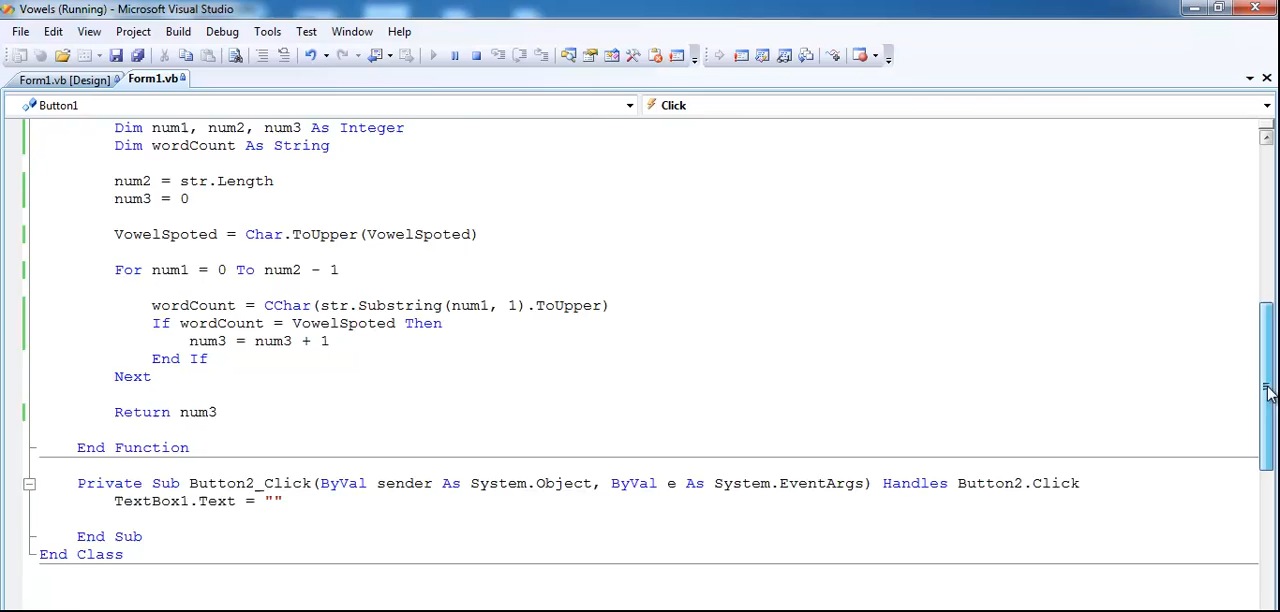 Vowels (Running) - Microsoft Visual Studio
File Edit View Project Build Debug Tools Test Window Help
Form1.vb [Design] Form1.vb
Button1 Click
Dim num1, num2, num3 As Integer
Dim wordCount As String
num2 = str.Length
num3 = 0
VowelSpoted = Char.ToUpper(VowelSpoted)
For num1 = 0 To num2 - 1
wordCount = CChar(str.Substring(num1, 1).ToUpper)
If wordCount = VowelSpoted Then
num3 = num3 + 1
End If
Next
Return num3
End Function
Private Sub Button2_Click(ByVal sender As System.Object, ByVal e As System.EventArgs) Handles Button2.Click
TextBox1.Text = ""
End Sub
End Class